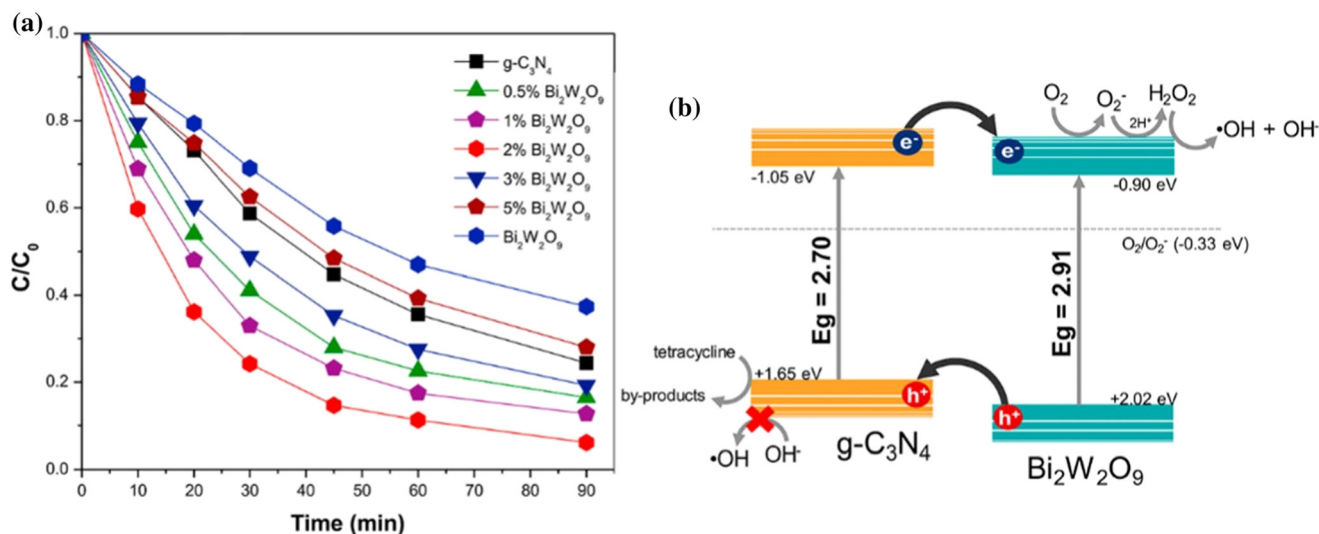 (a)
1.0
0.8
0.6
0.4
0.2
0.0
C/C₀
0 10 20 30 40 50 60 70 80 90
Time (min)
g-C₃N₄
0.5% Bi₂W₂O₉
1% Bi₂W₂O₉
2% Bi₂W₂O₉
3% Bi₂W₂O₉
5% Bi₂W₂O₉
Bi₂W₂O₉
(b)
O₂ O₂⁻ H₂O₂
2H⁺
•OH + OH⁻
e⁻ e⁻
-1.05 eV
-0.90 eV
O₂/O₂⁻ (-0.33 eV)
Eg = 2.70
Eg = 2.91
tetracycline
+1.65 eV
by-products
h⁺ h⁺
+2.02 eV
•OH OH⁻
g-C₃N₄
Bi₂W₂O₉